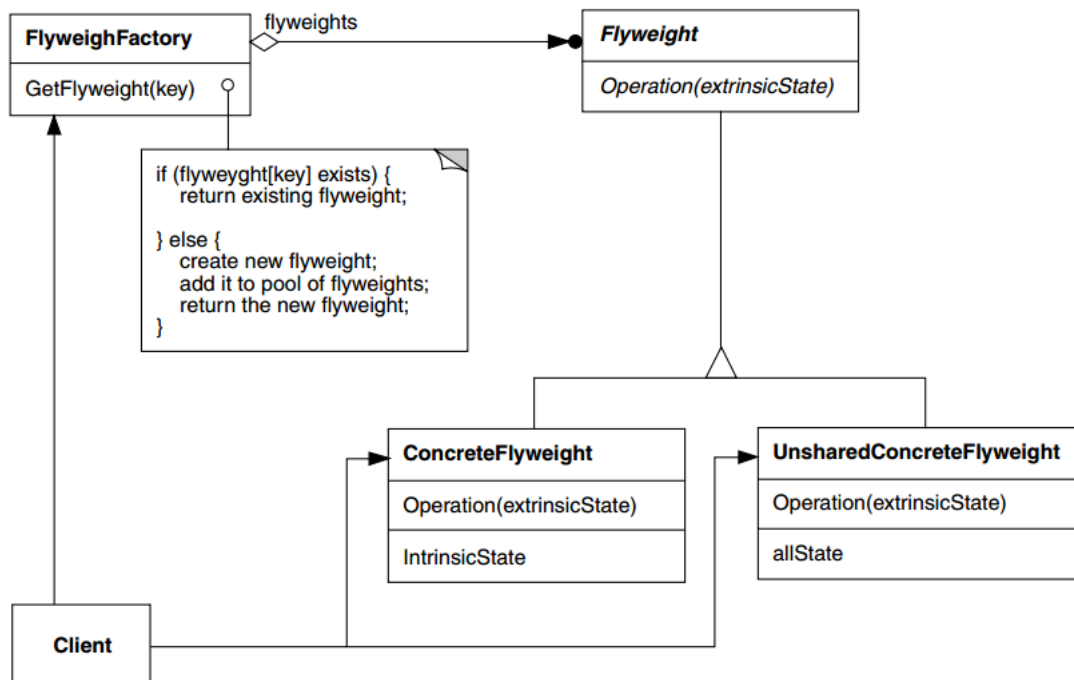 FlyweighFactory
GetFlyweight(key)
flyweights
Flyweight
Operation(extrinsicState)
if (flyweyght[key] exists) {
return existing flyweight;
} else {
create new flyweight;
add it to pool of flyweights;
return the new flyweight;
}
ConcreteFlyweight
Operation(extrinsicState)
IntrinsicState
UnsharedConcreteFlyweight
Operation(extrinsicState)
allState
Client